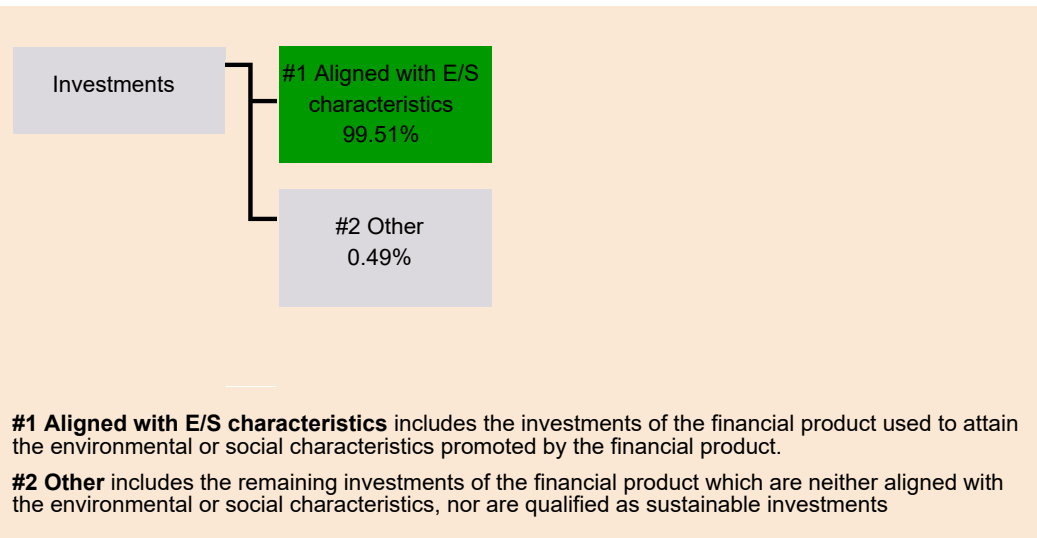 Investments
#1 Aligned with E/S
characteristics
99.51%
#2 Other
0.49%
#1 Aligned with E/S characteristics includes the investments of the financial product used to attain
the environmental or social characteristics promoted by the financial product.
#2 Other includes the remaining investments of the financial product which are neither aligned with
the environmental or social characteristics, nor are qualified as sustainable investments